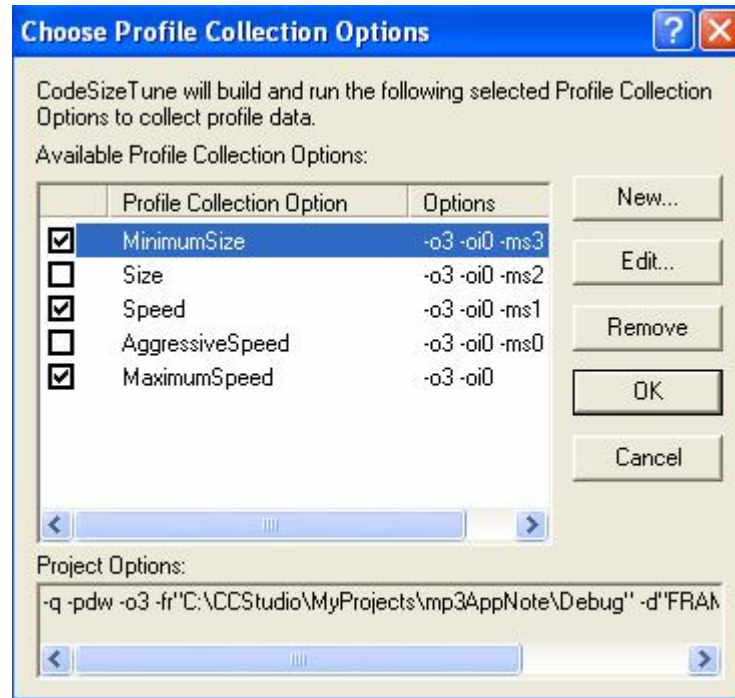 Choose Profile Collection Options
CodeSizeTune will build and run the following selected Profile Collection
Options to collect profile data.
Available Profile Collection Options:
Profile Collection Option Options
MinimumSize -o3 -oi0 -ms3
Size -o3 -oi0 -ms2
Speed -o3 -oi0 -ms1
AggressiveSpeed -o3 -oi0 -ms0
MaximumSpeed -o3 -oi0
New...
Edit...
Remove
OK
Cancel
Project Options:
-q -pdw -o3 -fr"C:\CCStudio\MyProjects\mp3AppNote\Debug" -d"FRAM